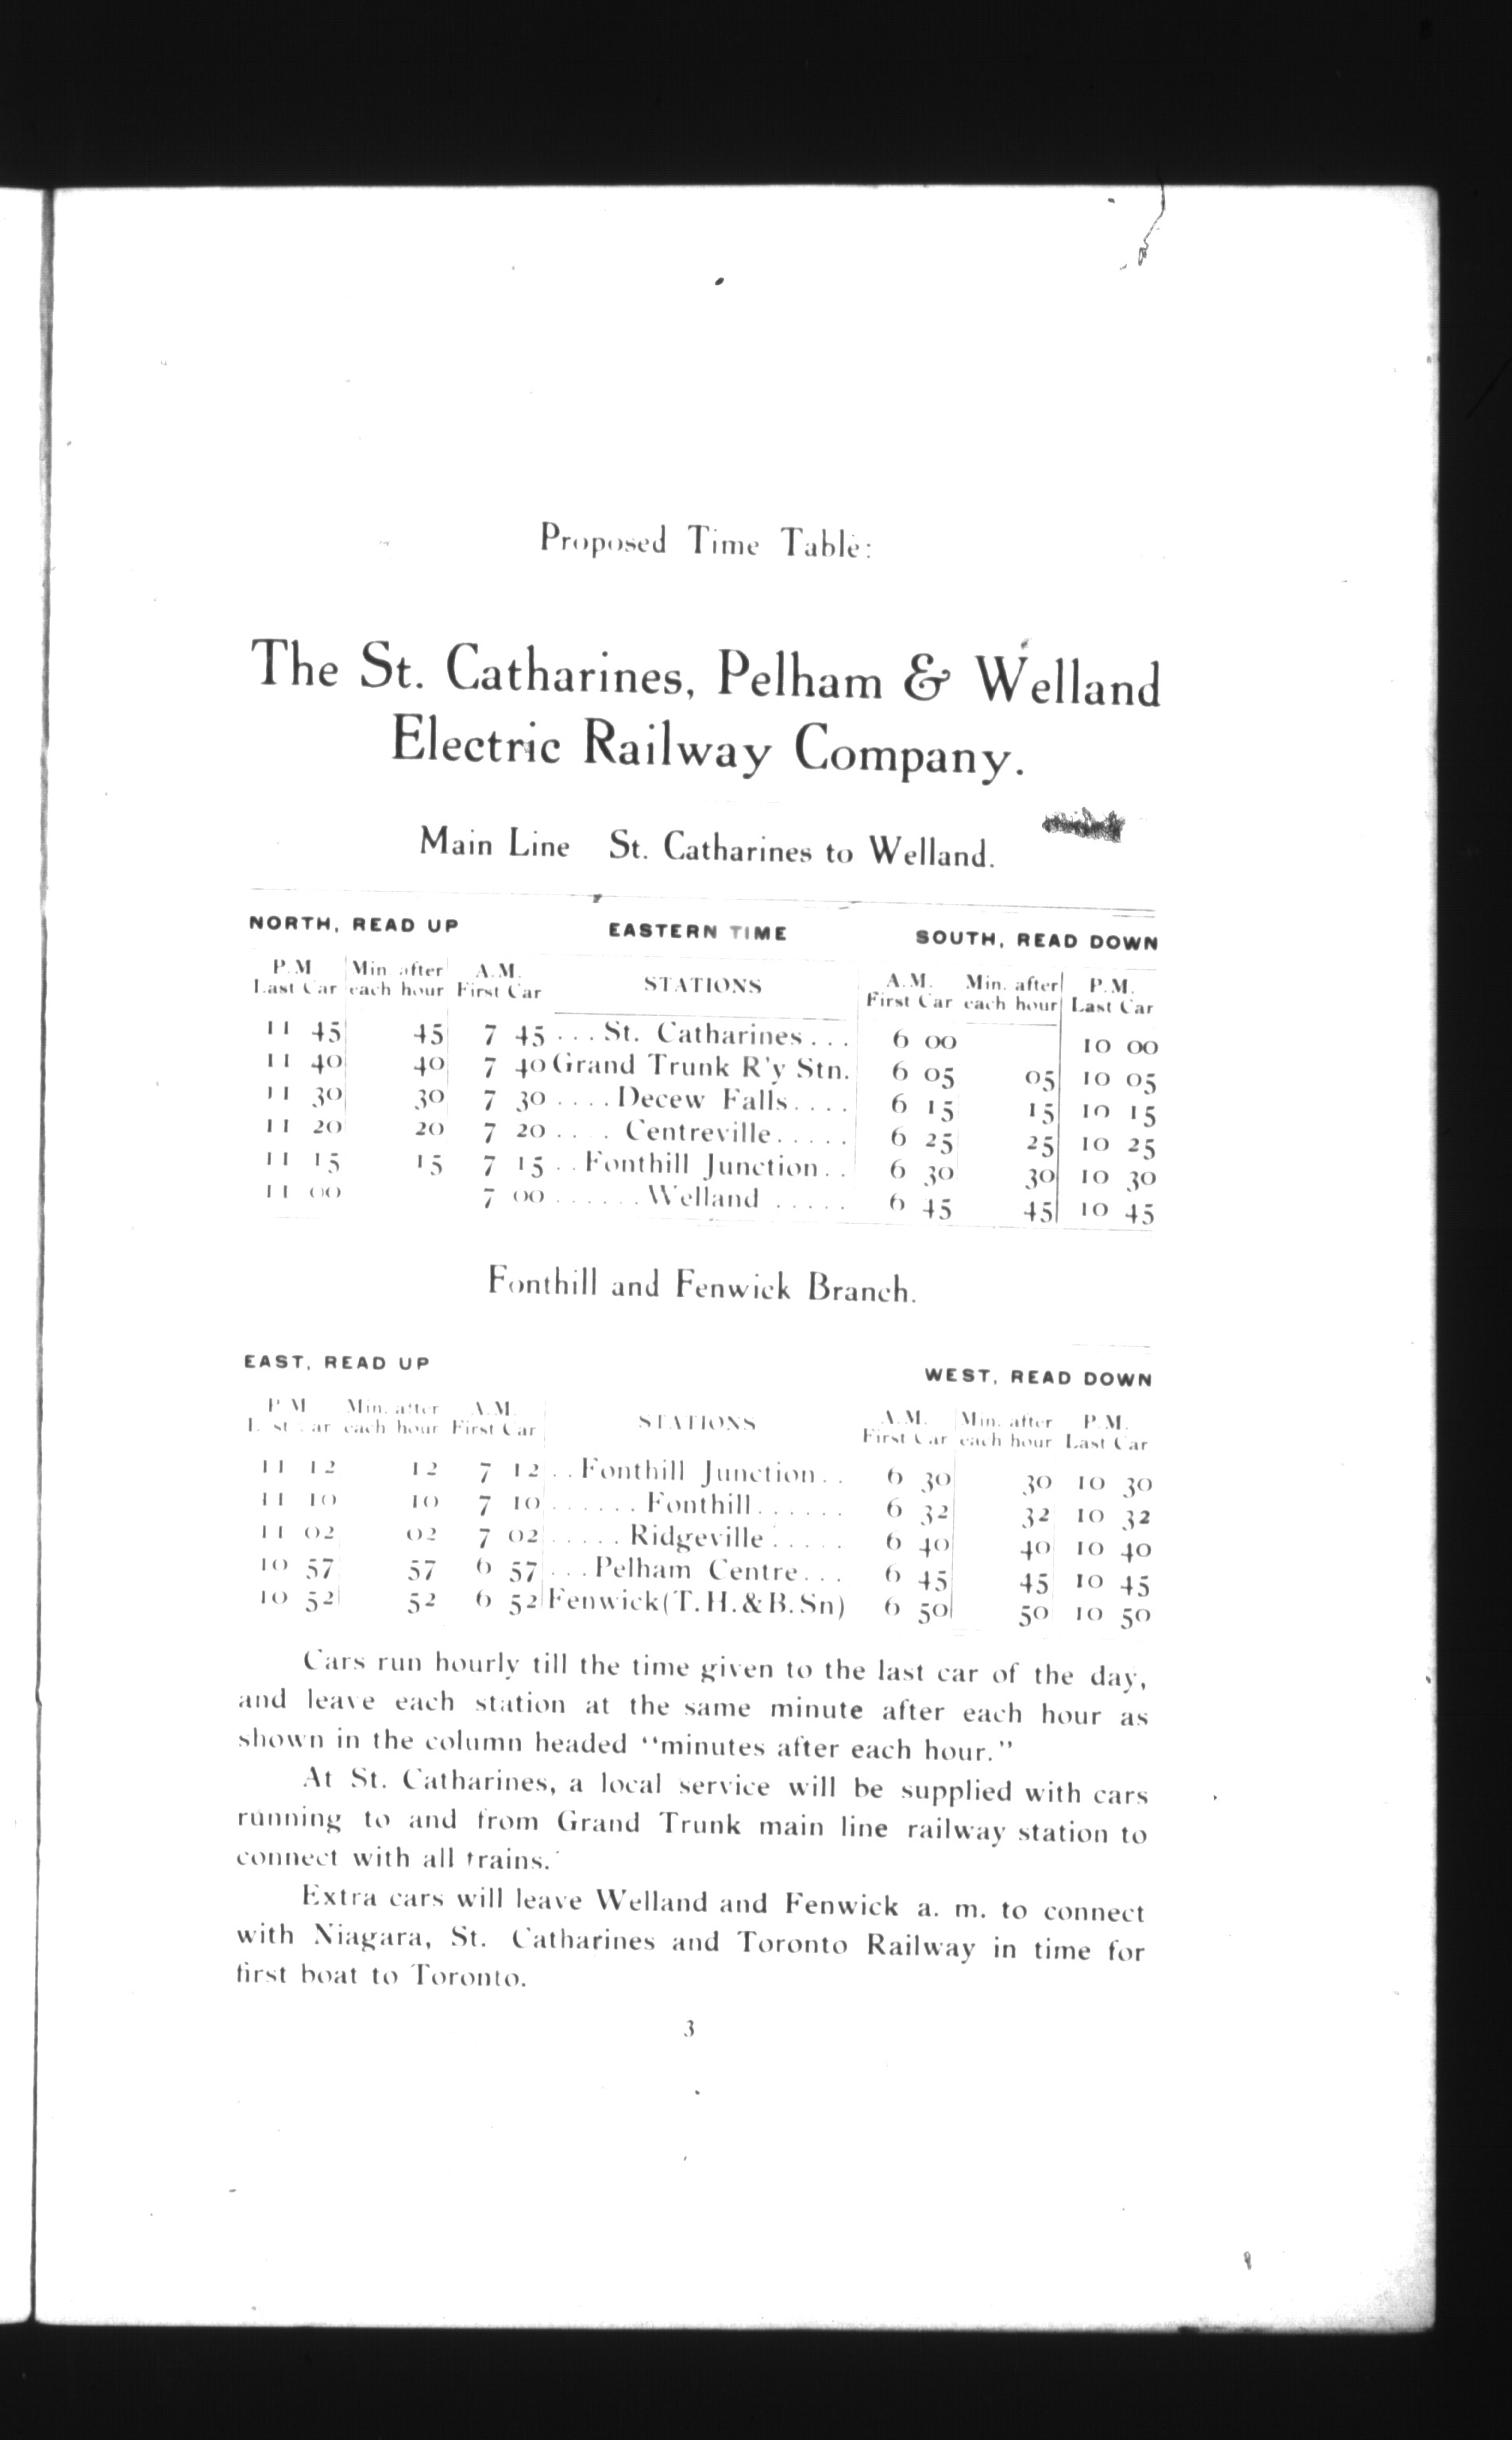 Proposed Time Table:
The St. Catharines, Pelham & Welland
Electric Railway Company.
Main Line St. Catharines to Welland.
NORTH, READ UP EASTERN TIME SOUTH, READ DOWN
P.M Min after A.M. STATIONS A.M. Min. after P.M.
Last Car each hour First Car First Car each hour Last Car
11 45 45 7 45 ... St. Catharines... 6 00 10 00
11 40 40 7 40 Grand Trunk R'y Stn. 6 05 05 10 05
11 30 30 7 30 ....Decew Falls.... 6 15 15 10 15
11 20 20 7 20 .... Centreville..... 6 25 25 10 25
11 15 15 7 15 ..Fonthill Junction.. 6 30 30 10 30
11 00 7 00 ......Welland ..... 6 45 45 10 45
Fonthill and Fenwick Branch.
EAST, READ UP WEST, READ DOWN
P M Min. after A.M. STATIONS A.M. Min. after P.M.
L st Car each hour First Car First Car each hour Last Car
11 12 12 7 12 ..Fonthill Junction.. 6 30 30 10 30
11 10 10 7 10 ......Fonthill...... 6 32 32 10 32
11 02 02 7 02 .....Ridgeville..... 6 40 40 10 40
10 57 57 6 57 ...Pelham Centre... 6 45 45 10 45
10 52 52 6 52 Fenwick(T.H.&B.Sn) 6 50 50 10 50
Cars run hourly till the time given to the last car of the day,
and leave each station at the same minute after each hour as
shown in the column headed "minutes after each hour."
At St. Catharines, a local service will be supplied with cars
running to and from Grand Trunk main line railway station to
connect with all trains.
Extra cars will leave Welland and Fenwick a. m. to connect
with Niagara, St. Catharines and Toronto Railway in time for
first boat to Toronto.
3